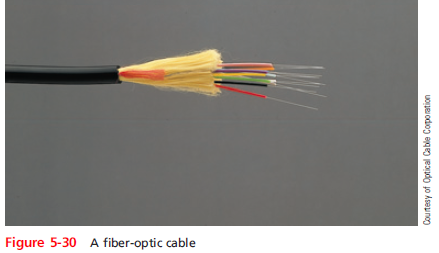 Courtesy of Optical Cable Corporation
Figure 5-30 A fiber-optic cable